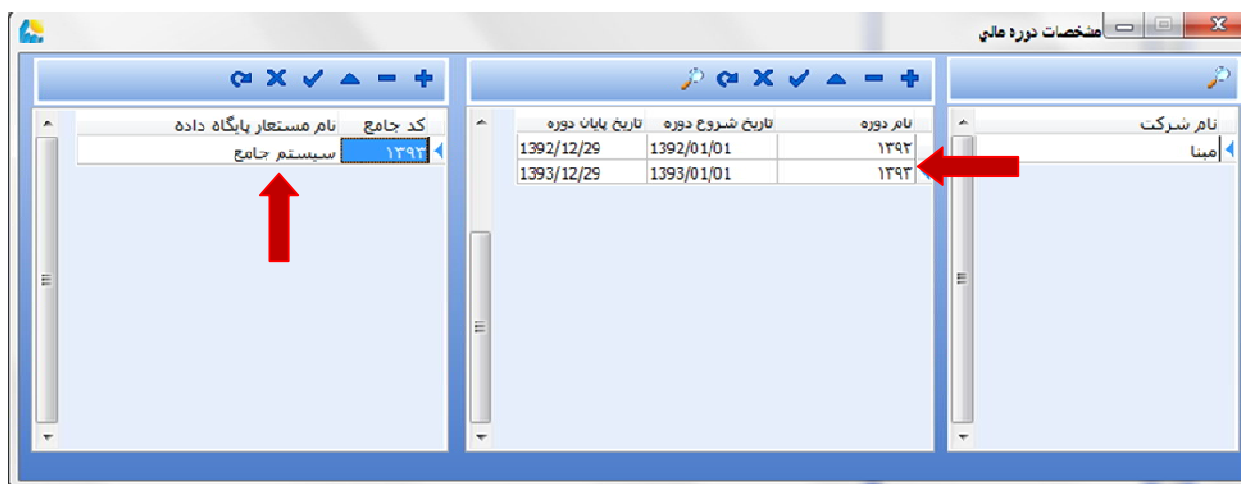 مشخصات دوره مالي
نام شرکت
مبنا
نام دوره تاریخ شروع دوره تاریخ پایان دوره
۱۳۹۲ 1392/01/01 1392/12/29
۱۳۹۳ 1393/01/01 1393/12/29
کد جامع نام مستعار پایگاه داده
۱۳۹۳ سیستم جامع